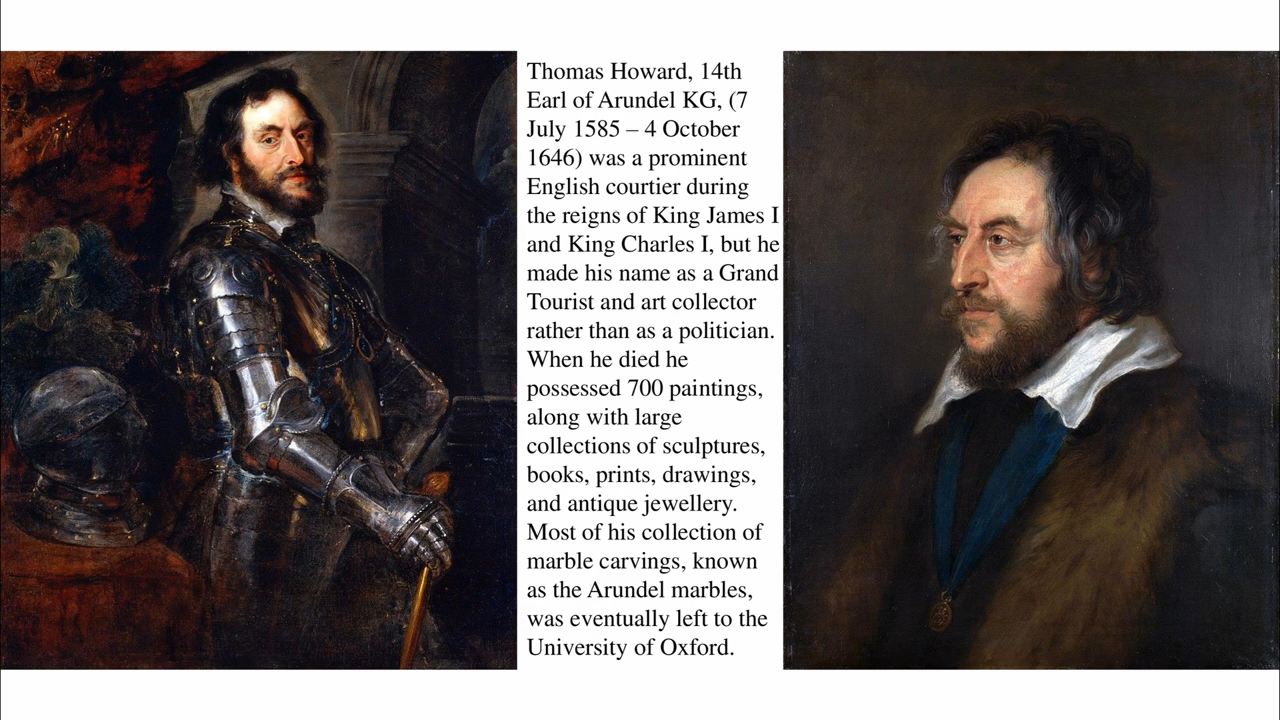 Thomas Howard, 14th
Earl of Arundel KG, (7
July 1585 – 4 October
1646) was a prominent
English courtier during
the reigns of King James I
and King Charles I, but he
made his name as a Grand
Tourist and art collector
rather than as a politician.
When he died he
possessed 700 paintings,
along with large
collections of sculptures,
books, prints, drawings,
and antique jewellery.
Most of his collection of
marble carvings, known
as the Arundel marbles,
was eventually left to the
University of Oxford.